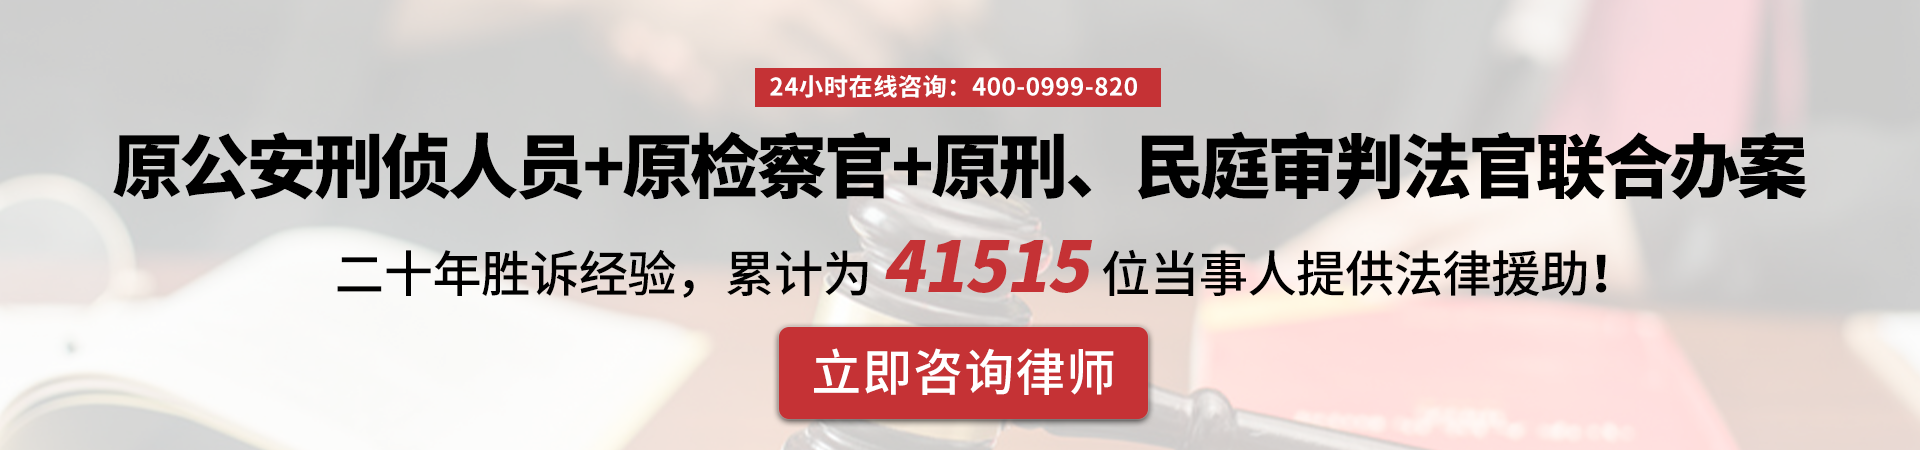 24小时在线咨询：400-0999-820
原公安刑侦人员+原检察官+原刑、民庭审判法官联合办案
二十年胜诉经验，累计为 41515 位当事人提供法律援助！
立即咨询律师